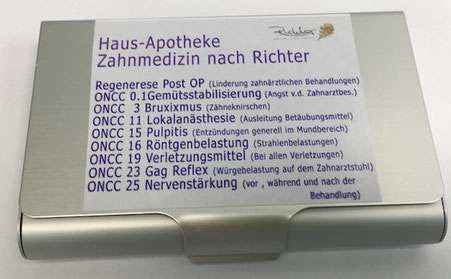 Richter
Haus-Apotheke
Zahnmedizin nach Richter
Regenerese Post OP (Linderung zahnärtlichen Behandlungen)
ONCC 0.1Gemütsstabilisierung (Angst v.d. Zahnarztbes.)
ONCC 3 Bruxixmus (Zähneknirschen)
ONCC 11 Lokalanästhesie (Ausleitung Betäubungsmittel)
ONCC 15 Pulpitis (Entzündungen generell im Mundbereich)
ONCC 16 Röntgenbelastung (Strahlenbelastungen)
ONCC 19 Verletzungsmittel (Bei allen Verletzungen)
ONCC 23 Gag Reflex (Würgebelastung auf dem Zahnarztstuhl)
ONCC 25 Nervenstärkung (vor , während und nach der
Behandlung)